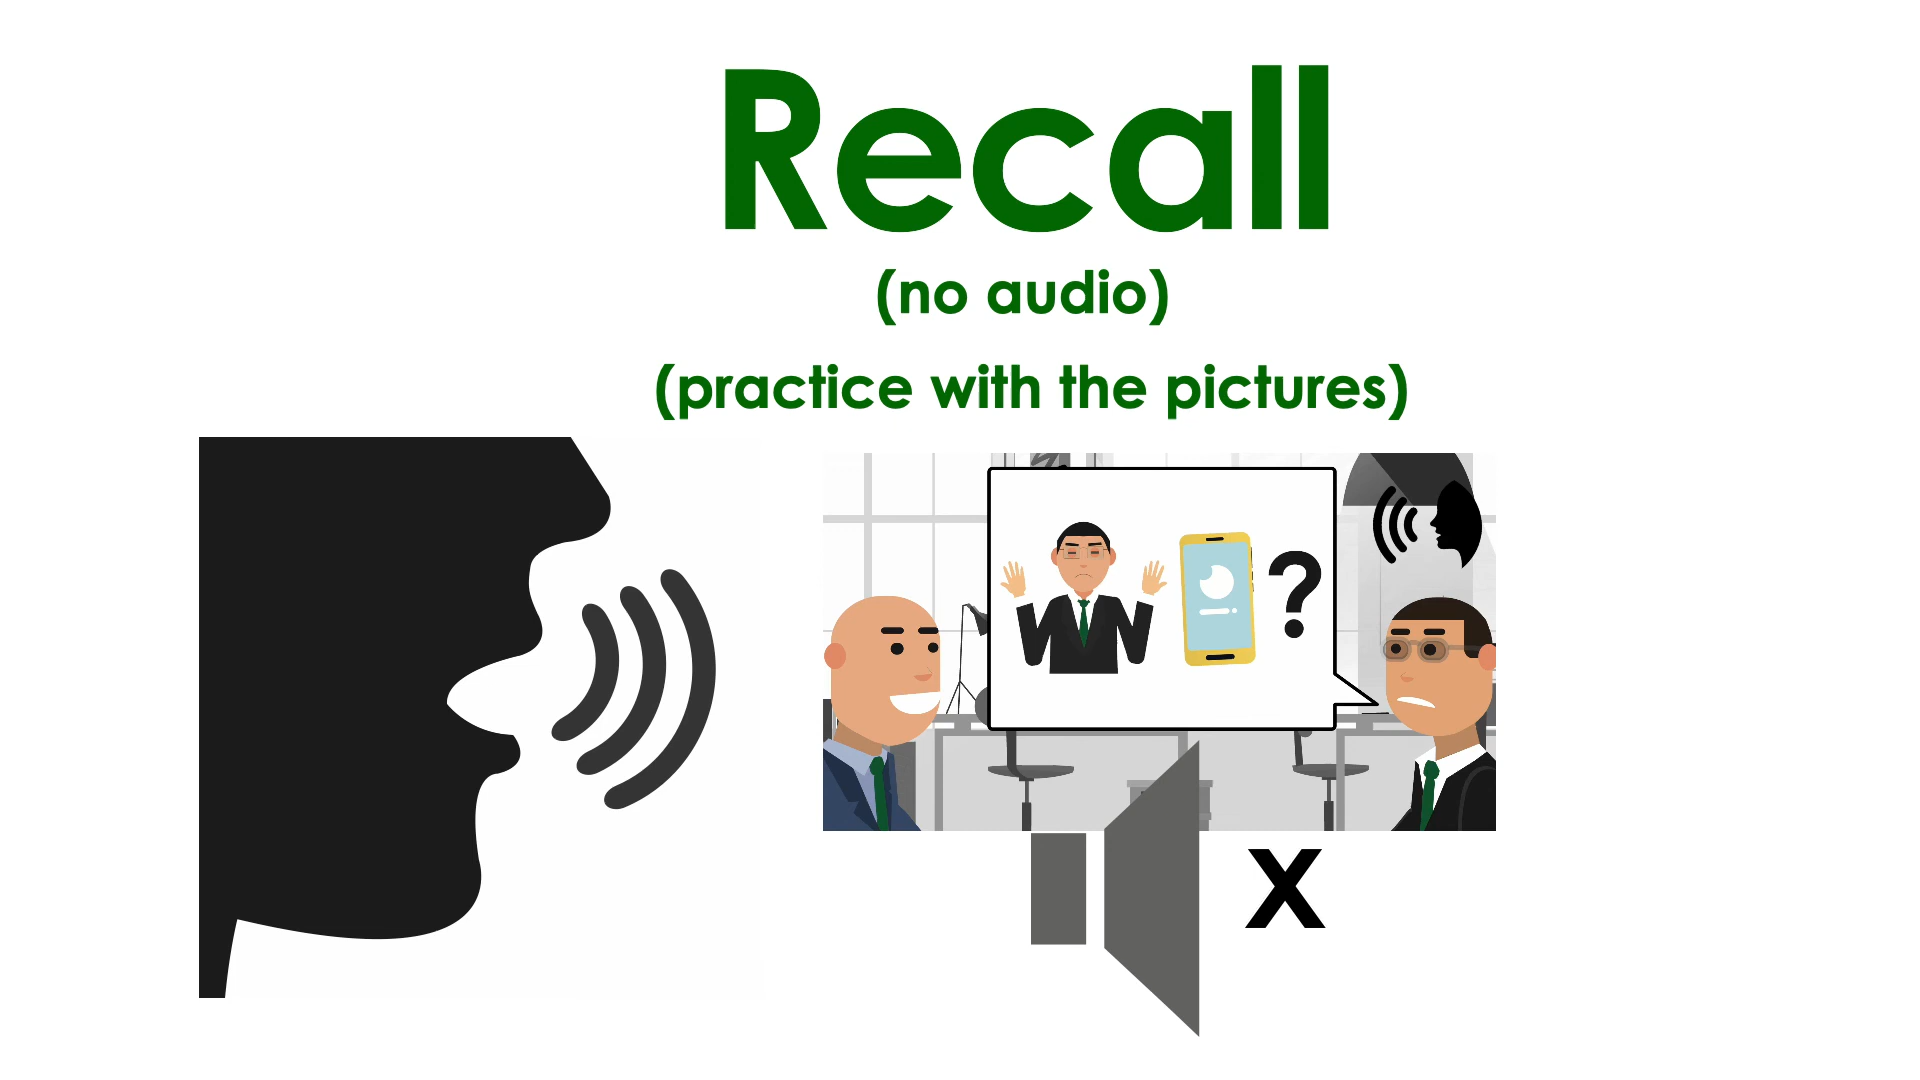 Recall
(no audio)
(practice with the pictures)
?
X